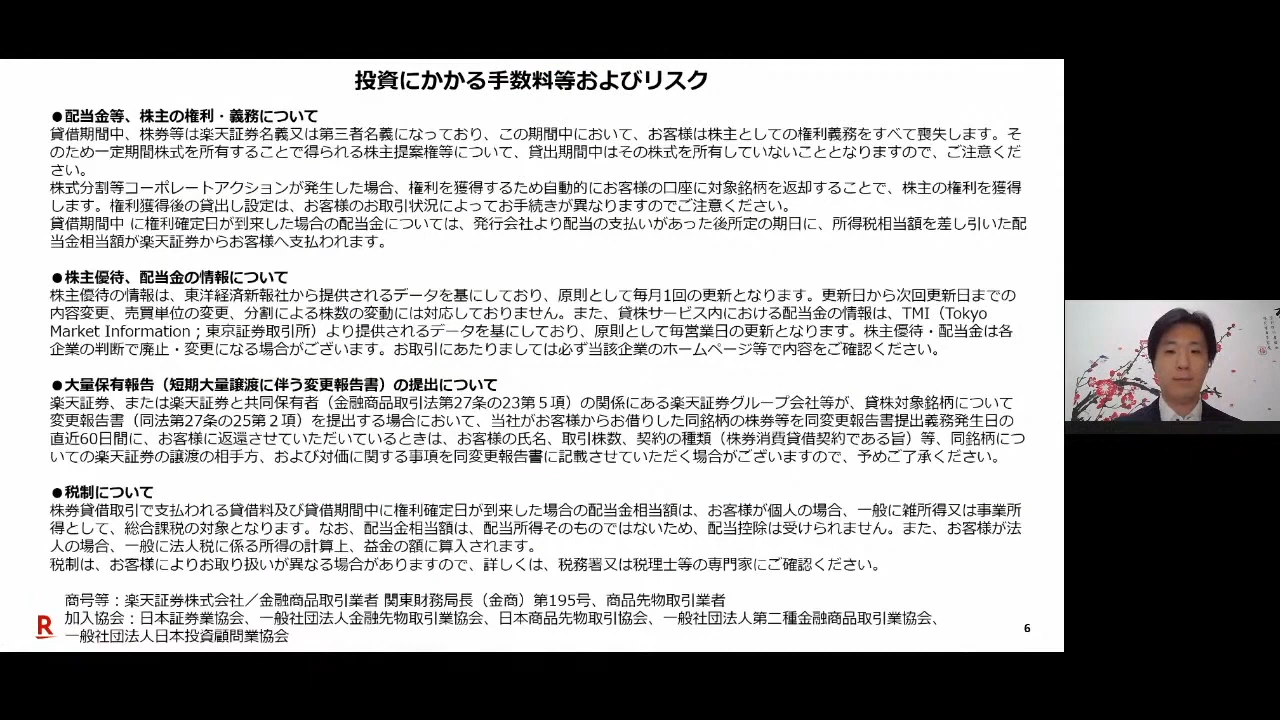 投資にかかる手数料等およびリスク
●配当金等、株主の権利・義務について
貸借期間中、株券等は楽天証券名義又は第三者名義になっており、この期間中において、お客様は株主としての権利義務をすべて喪失します。そ
のため一定期間株式を所有することで得られる株主提案権等について、貸出期間中はその株式を所有していないこととなりますので、ご注意くだ
さい。
株式分割等コーポレートアクションが発生した場合、権利を獲得するため自動的にお客様の口座に対象銘柄を返却することで、株主の権利を獲得
します。権利獲得後の貸出し設定は、お客様のお取引状況によってお手続きが異なりますのでご注意ください。
貸借期間中 に権利確定日が到来した場合の配当金については、発行会社より配当の支払いがあった後所定の期日に、所得税相当額を差し引いた配
当金相当額が楽天証券からお客様へ支払われます。
●株主優待、配当金の情報について
株主優待の情報は、東洋経済新報社から提供されるデータを基にしており、原則として毎月1回の更新となります。更新日から次回更新日までの
内容変更、売買単位の変更、分割による株数の変動には対応しておりません。また、貸株サービス内における配当金の情報は、TMI（Tokyo
Market Information；東京証券取引所）より提供されるデータを基にしており、原則として毎営業日の更新となります。株主優待・配当金は各
企業の判断で廃止・変更になる場合がございます。お取引にあたりましては必ず当該企業のホームページ等で内容をご確認ください。
●大量保有報告（短期大量譲渡に伴う変更報告書）の提出について
楽天証券、または楽天証券と共同保有者（金融商品取引法第27条の23第５項）の関係にある楽天証券グループ会社等が、貸株対象銘柄について
変更報告書（同法第27条の25第２項）を提出する場合において、当社がお客様からお借りした同銘柄の株券等を同変更報告書提出義務発生日の
直近60日間に、お客様に返還させていただいているときは、お客様の氏名、取引株数、契約の種類（株券消費貸借契約である旨）等、同銘柄につ
いての楽天証券の譲渡の相手方、および対価に関する事項を同変更報告書に記載させていただく場合がございますので、予めご了承ください。
●税制について
株券貸借取引で支払われる貸借料及び貸借期間中に権利確定日が到来した場合の配当金相当額は、お客様が個人の場合、一般に雑所得又は事業所
得として、総合課税の対象となります。なお、配当金相当額は、配当所得そのものではないため、配当控除は受けられません。また、お客様が法
人の場合、一般に法人税に係る所得の計算上、益金の額に算入されます。
税制は、お客様によりお取り扱いが異なる場合がありますので、詳しくは、税務署又は税理士等の専門家にご確認ください。
商号等：楽天証券株式会社／金融商品取引業者 関東財務局長（金商）第195号、商品先物取引業者
加入協会：日本証券業協会、一般社団法人金融先物取引業協会、日本商品先物取引協会、一般社団法人第二種金融商品取引業協会、
一般社団法人日本投資顧問業協会
R
6